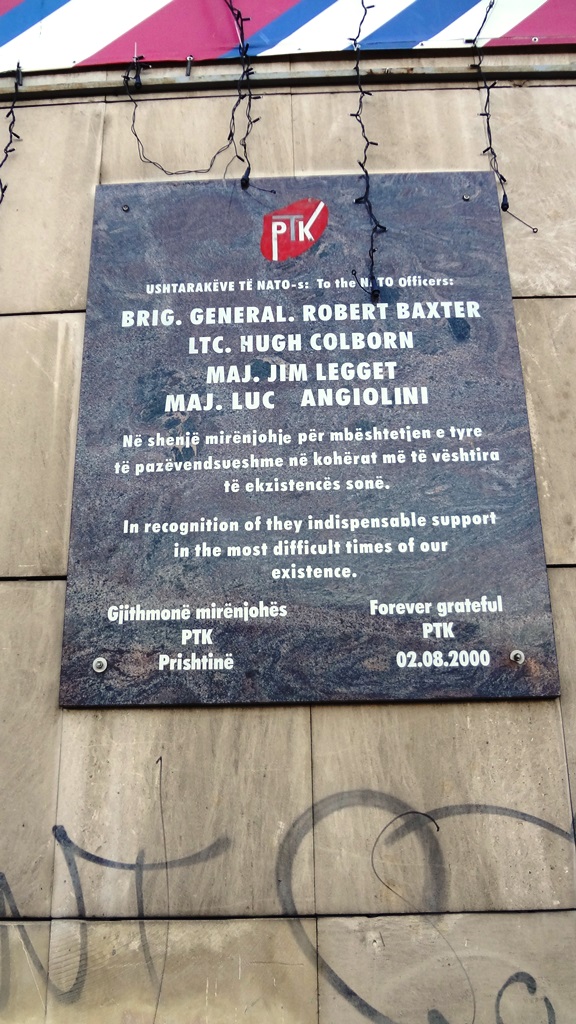 PTK
USHTARAKËVE TË NATO-s: To the NATO Officers:
BRIG. GENERAL. ROBERT BAXTER
LTC. HUGH COLBORN
MAJ. JIM LEGGET
MAJ. LUC ANGIOLINI
Në shenjë mirënjohje për mbështetjen e tyre
të pazëvendsueshme në kohërat më të vështira
të ekzistencës sonë.
In recognition of they indispensable support
in the most difficult times of our
existence.
Gjithmonë mirënjohës
PTK
Prishtinë
Forever grateful
PTK
02.08.2000